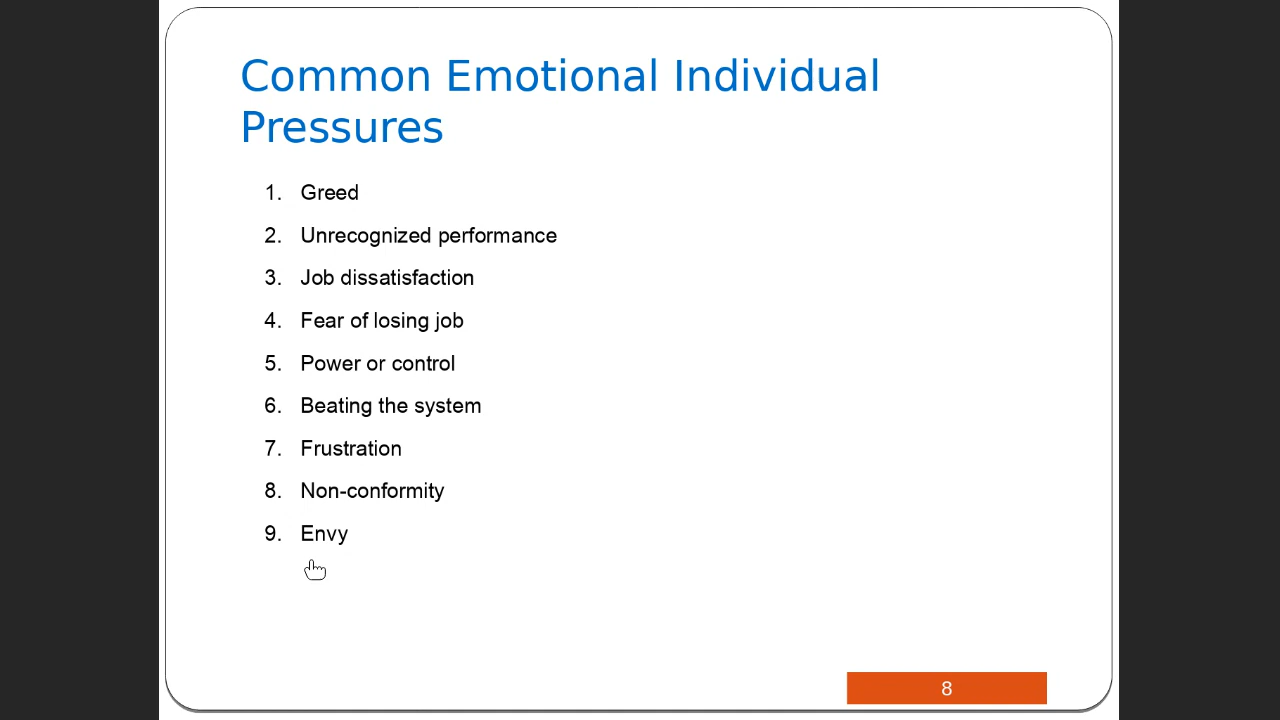 Common Emotional Individual
Pressures
1. Greed
2. Unrecognized performance
3. Job dissatisfaction
4. Fear of losing job
5. Power or control
6. Beating the system
7. Frustration
8. Non-conformity
9. Envy
8